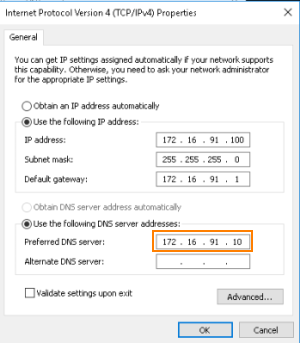 Internet Protocol Version 4 (TCP/IPv4) Properties
General
You can get IP settings assigned automatically if your network supports
this capability. Otherwise, you need to ask your network administrator
for the appropriate IP settings.
Obtain an IP address automatically
Use the following IP address:
IP address: 172 . 16 . 91 . 100
Subnet mask: 255 . 255 . 255 . 0
Default gateway: 172 . 16 . 91 . 1
Obtain DNS server address automatically
Use the following DNS server addresses:
Preferred DNS server: 172 . 16 . 91 . 10
Alternate DNS server: . . .
Validate settings upon exit
Advanced...
OK Cancel